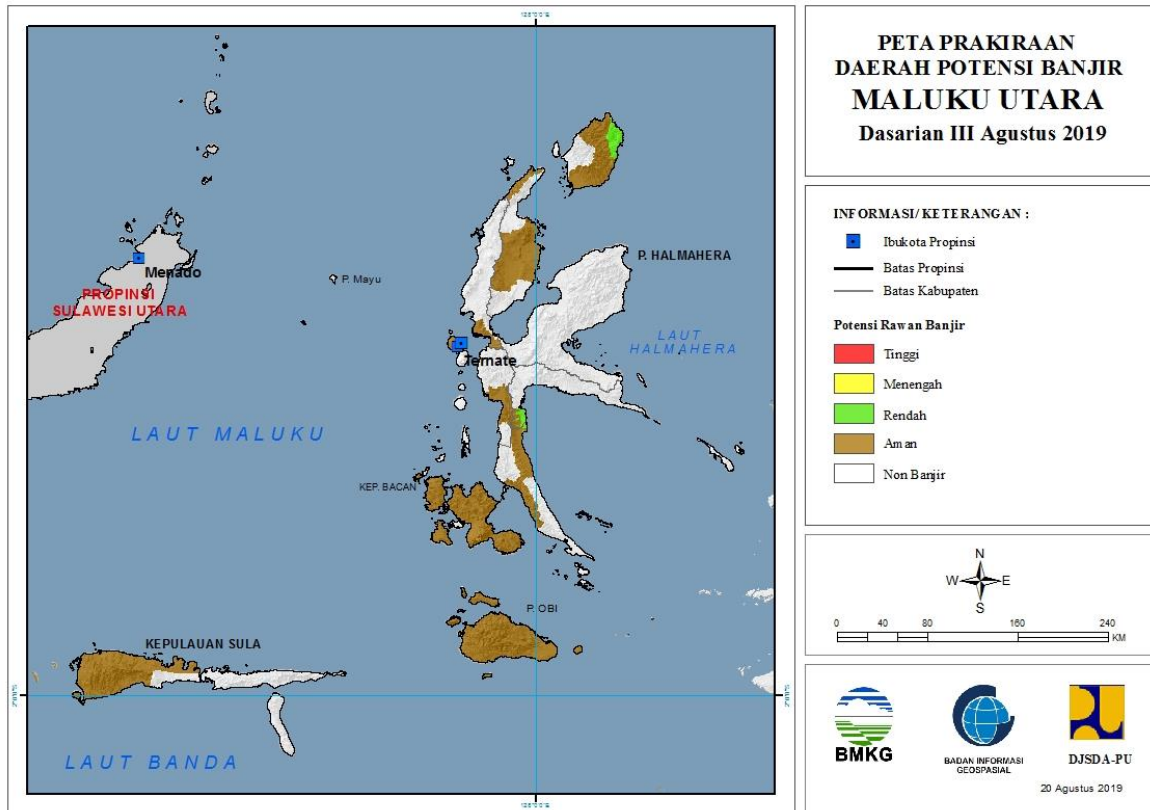 PETA PRAKIRAAN
DAERAH POTENSI BANJIR
MALUKU UTARA
Dasarian III Agustus 2019
INFORMASI/ KETERANGAN :
Ibukota Propinsi
Batas Propinsi
Batas Kabupaten
Potensi Rawan Banjir
Tinggi
Menengah
Rendah
Aman
Non Banjir
N
W E
S
0 40 80 160 240
KM
BMKG
BADAN INFORMASI
GEOSPASIAL
DJSDA-PU
20 Agustus 2019
P. HALMAHERA
Menado
P. Mayu
PROPINSI
SULAWESI UTARA
LAUT
HALMAHERA
Ternate
LAUT MALUKU
KEP. BACAN
P. OBI
KEPULAUAN SULA
LAUT BANDA